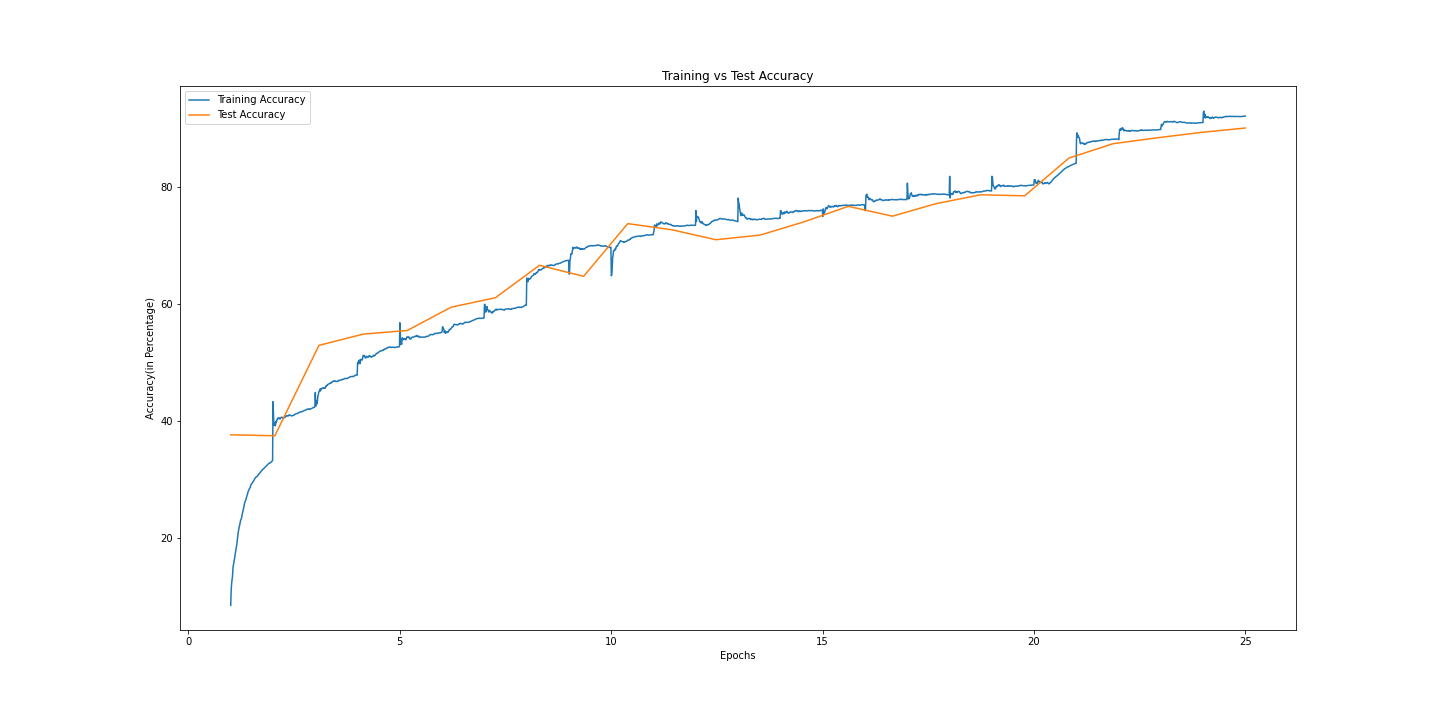 Training vs Test Accuracy
Training Accuracy
Test Accuracy
Accuracy(in Percentage)
80
60
40
20
0 5 10 15 20 25
Epochs